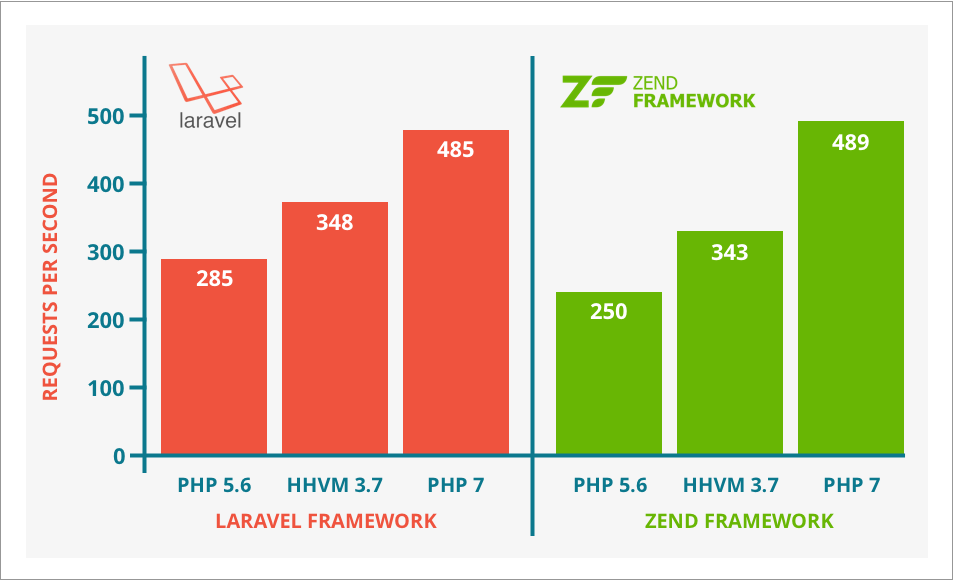 laravel
ZEND
FRAMEWORK
REQUESTS PER SECOND
500
400
300
200
100
0
285
348
485
250
343
489
PHP 5.6
HHVM 3.7
PHP 7
PHP 5.6
HHVM 3.7
PHP 7
LARAVEL FRAMEWORK
ZEND FRAMEWORK